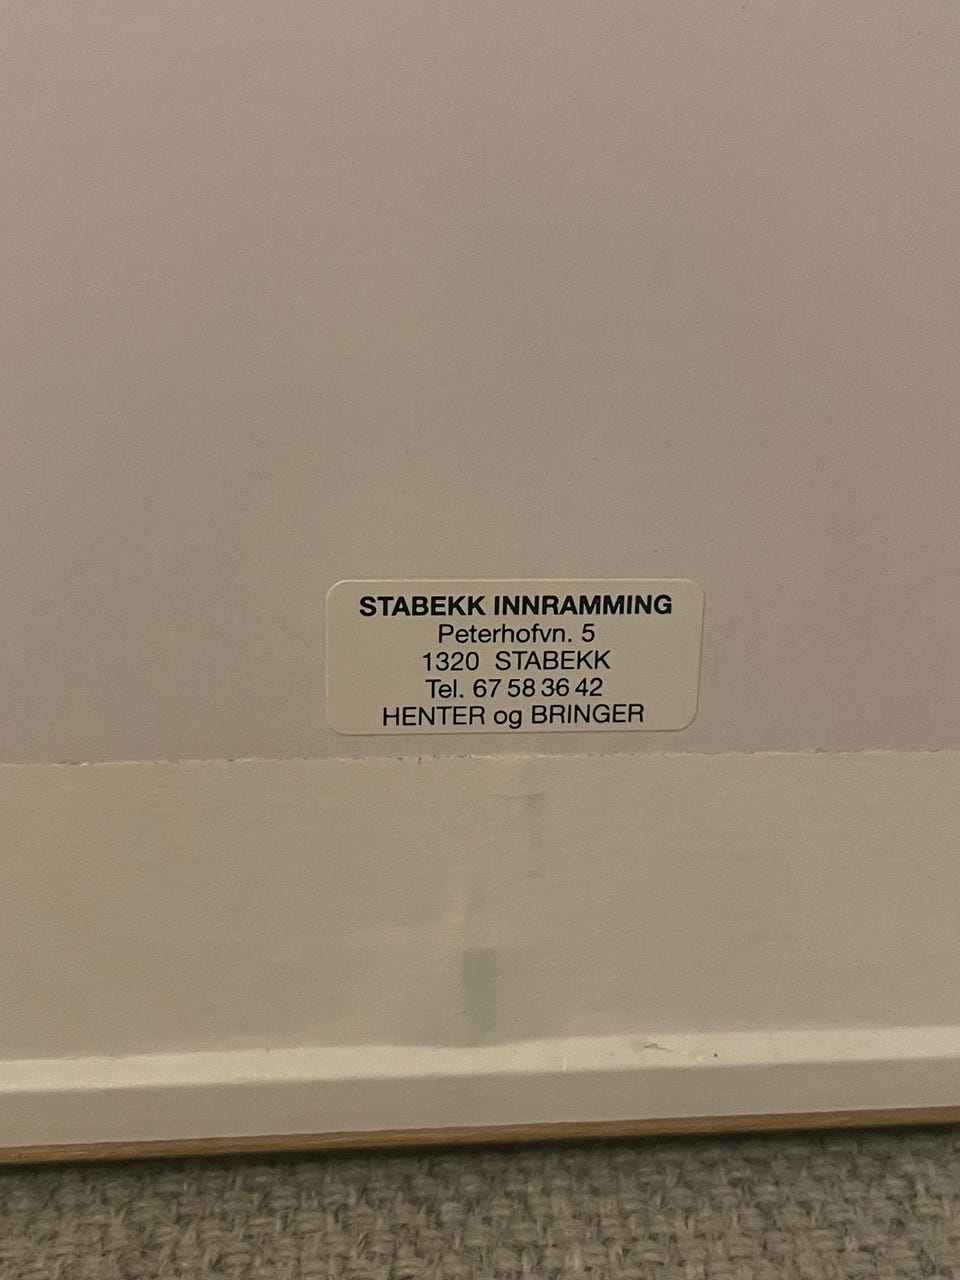 STABEKK INNRAMMING
Peterhofvn. 5
1320 STABEKK
Tel. 67 58 36 42
HENTER og BRINGER